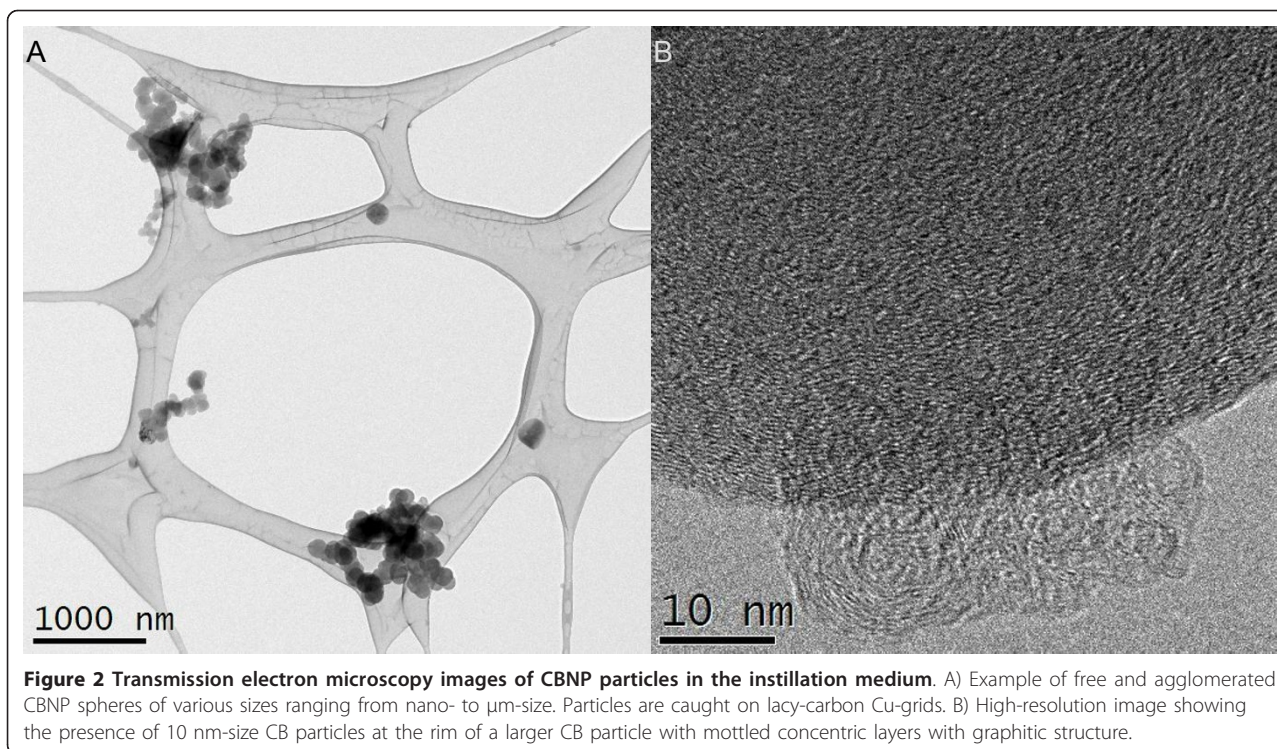 A
B
1000 nm
10 nm
Figure 2 Transmission electron microscopy images of CBNP particles in the instillation medium. A) Example of free and agglomerated
CBNP spheres of various sizes ranging from nano- to μm-size. Particles are caught on lacy-carbon Cu-grids. B) High-resolution image showing
the presence of 10 nm-size CB particles at the rim of a larger CB particle with mottled concentric layers with graphitic structure.